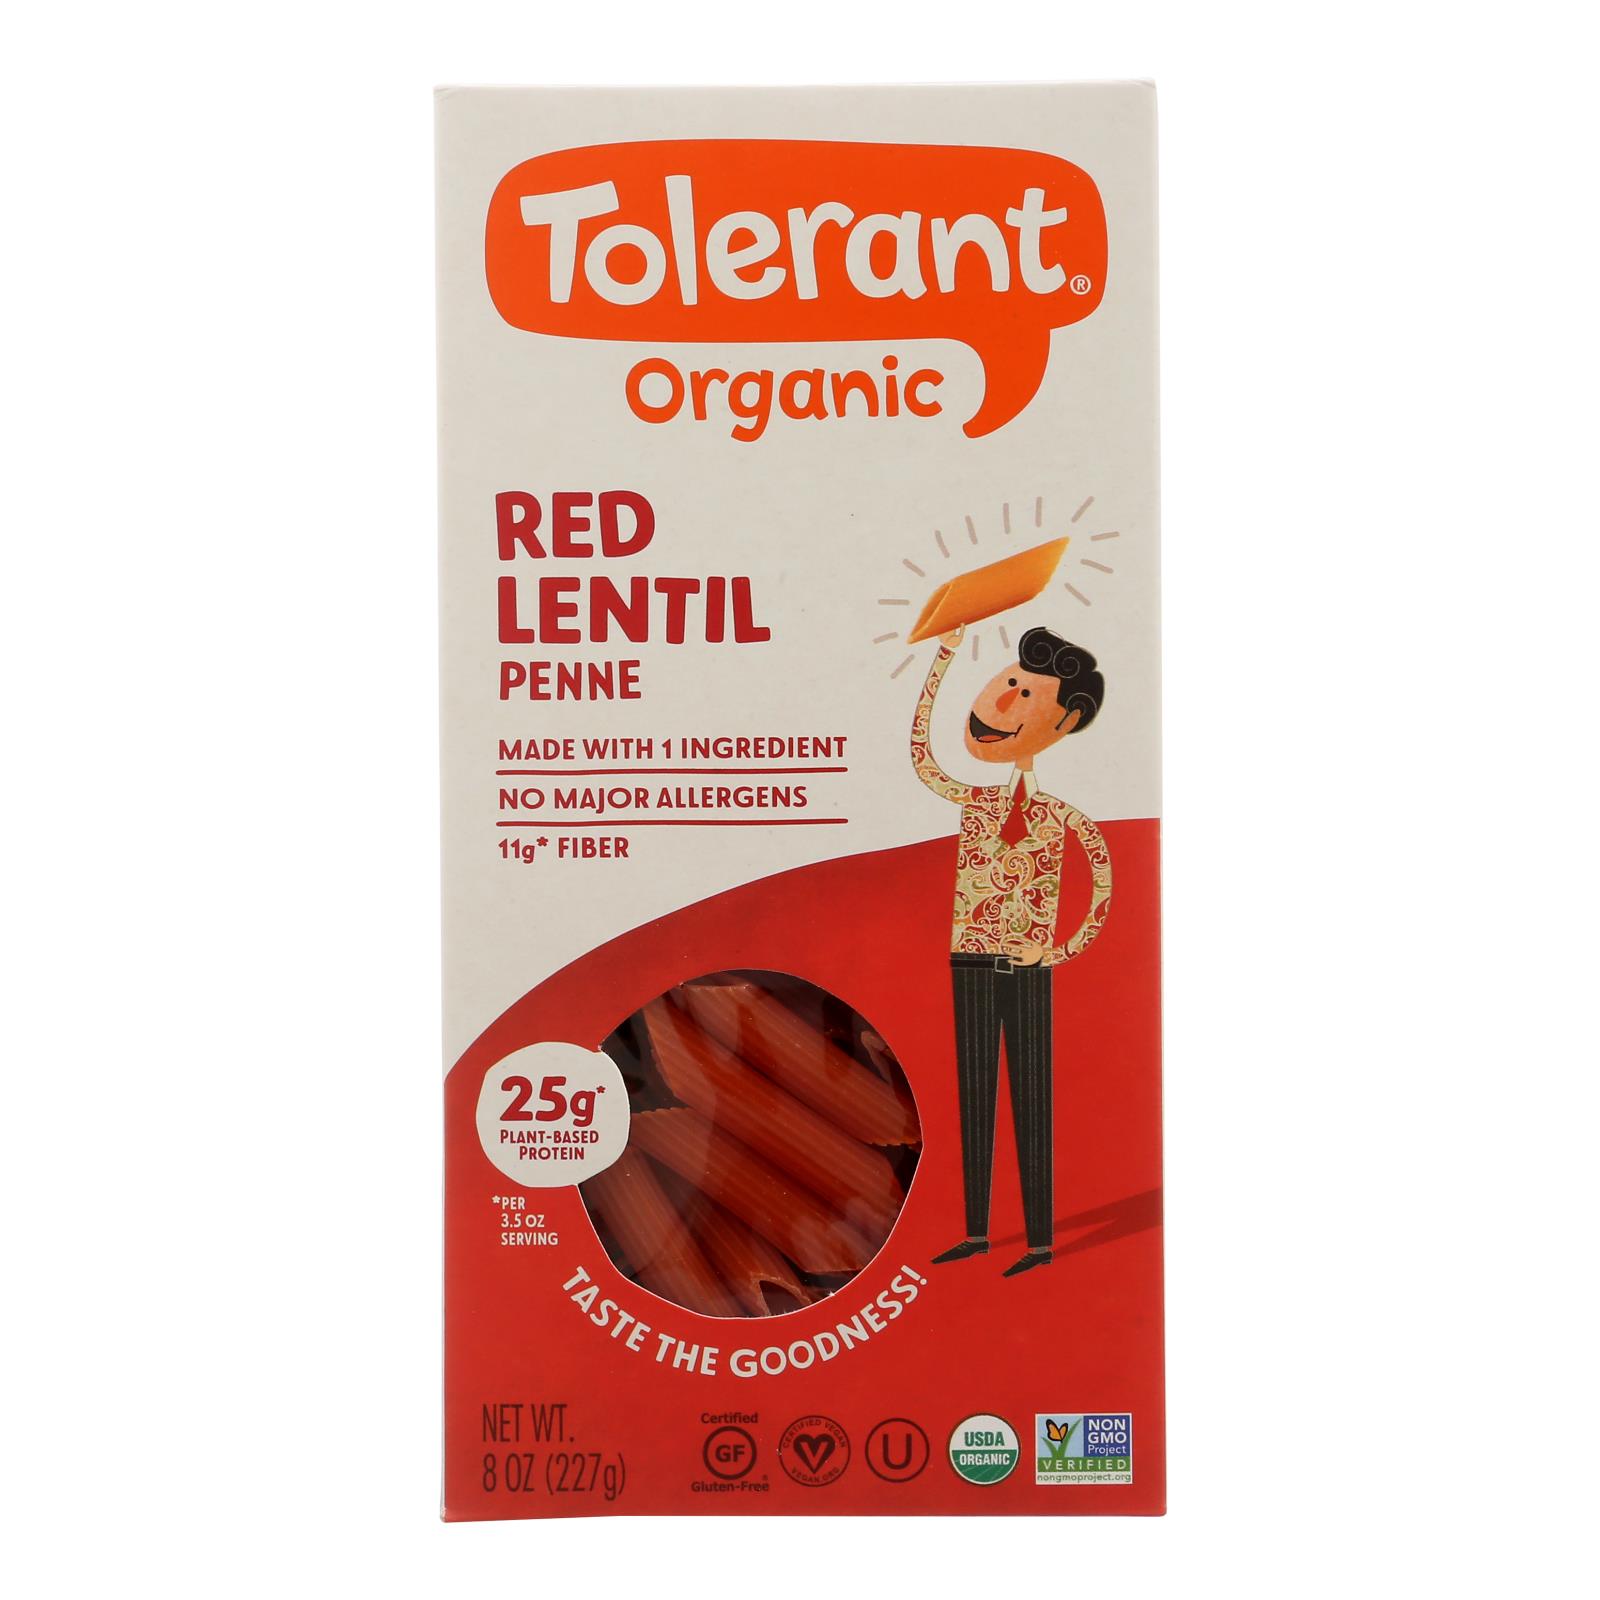 Tolerant®
Organic
RED
LENTIL
PENNE
MADE WITH 1 INGREDIENT
NO MAJOR ALLERGENS
11g* FIBER
25g*
PLANT-BASED
PROTEIN
*PER
3.5 OZ
SERVING
TASTE THE GOODNESS!
NET WT.
8 OZ (227g)
Certified
GF
Gluten-Free®
CERTIFIED VEGAN
VEGAN.ORG
U
USDA
ORGANIC
NON
GMO
Project
VERIFIED
nongmoproject.org